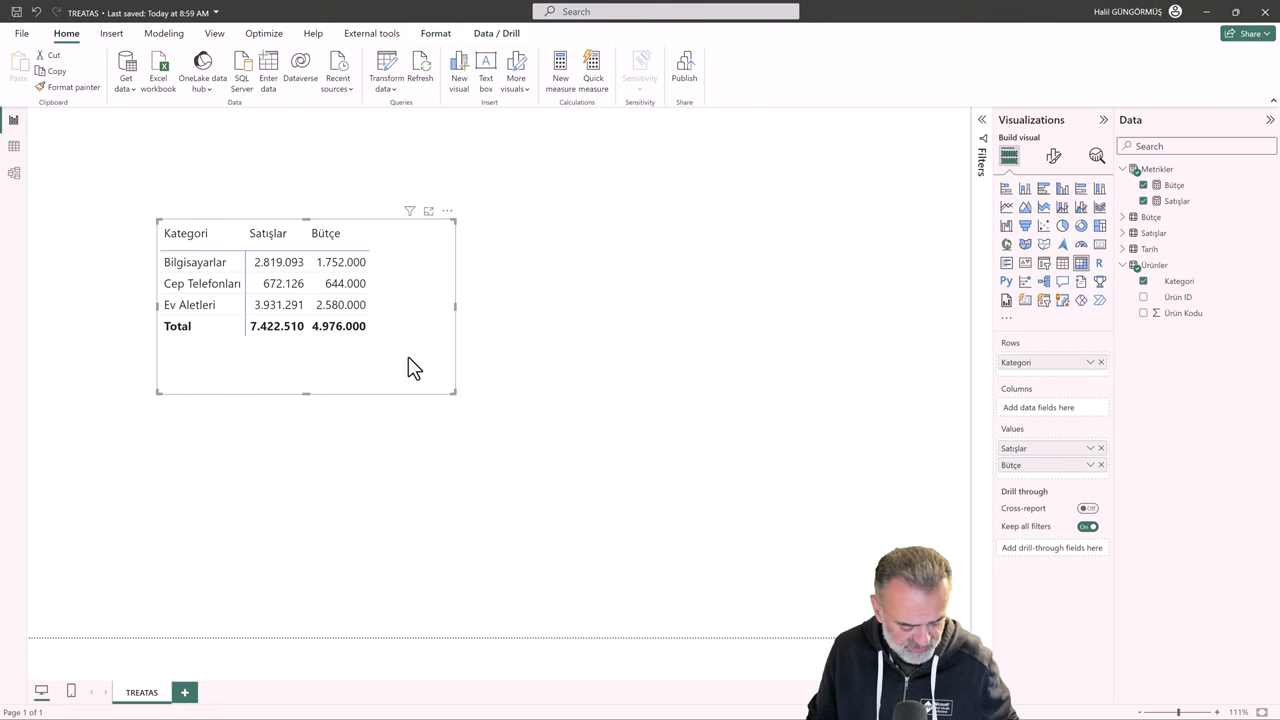 TREATAS • Last saved: Today at 8:59 AM
Search
Halil GÜNGÖRMÜŞ
File
Home
Insert
Modeling
View
Optimize
Help
External tools
Format
Data / Drill
Share
Paste
Cut
Copy
Format painter
Get data
Excel workbook
OneLake data hub
SQL Server
Enter data
Dataverse
Recent sources
Transform data
Refresh
New visual
Text box
More visuals
New measure
Quick measure
Sensitivity
Publish
Clipboard
Data
Queries
Insert
Calculations
Sensitivity
Share
Kategori Satışlar Bütçe
Bilgisayarlar 2.819.093 1.752.000
Cep Telefonları 672.126 644.000
Ev Aletleri 3.931.291 2.580.000
Total 7.422.510 4.976.000
Filters
Visualizations
Build visual
Rows
Kategori
Columns
Add data fields here
Values
Satışlar
Bütçe
Drill through
Cross-report Off
Keep all filters On
Add drill-through fields here
Data
Search
Metrikler
Bütçe
Satışlar
Bütçe
Satışlar
Tarih
Ürünler
Kategori
Ürün ID
Ürün Kodu
TREATAS
Page 1 of 1
111%